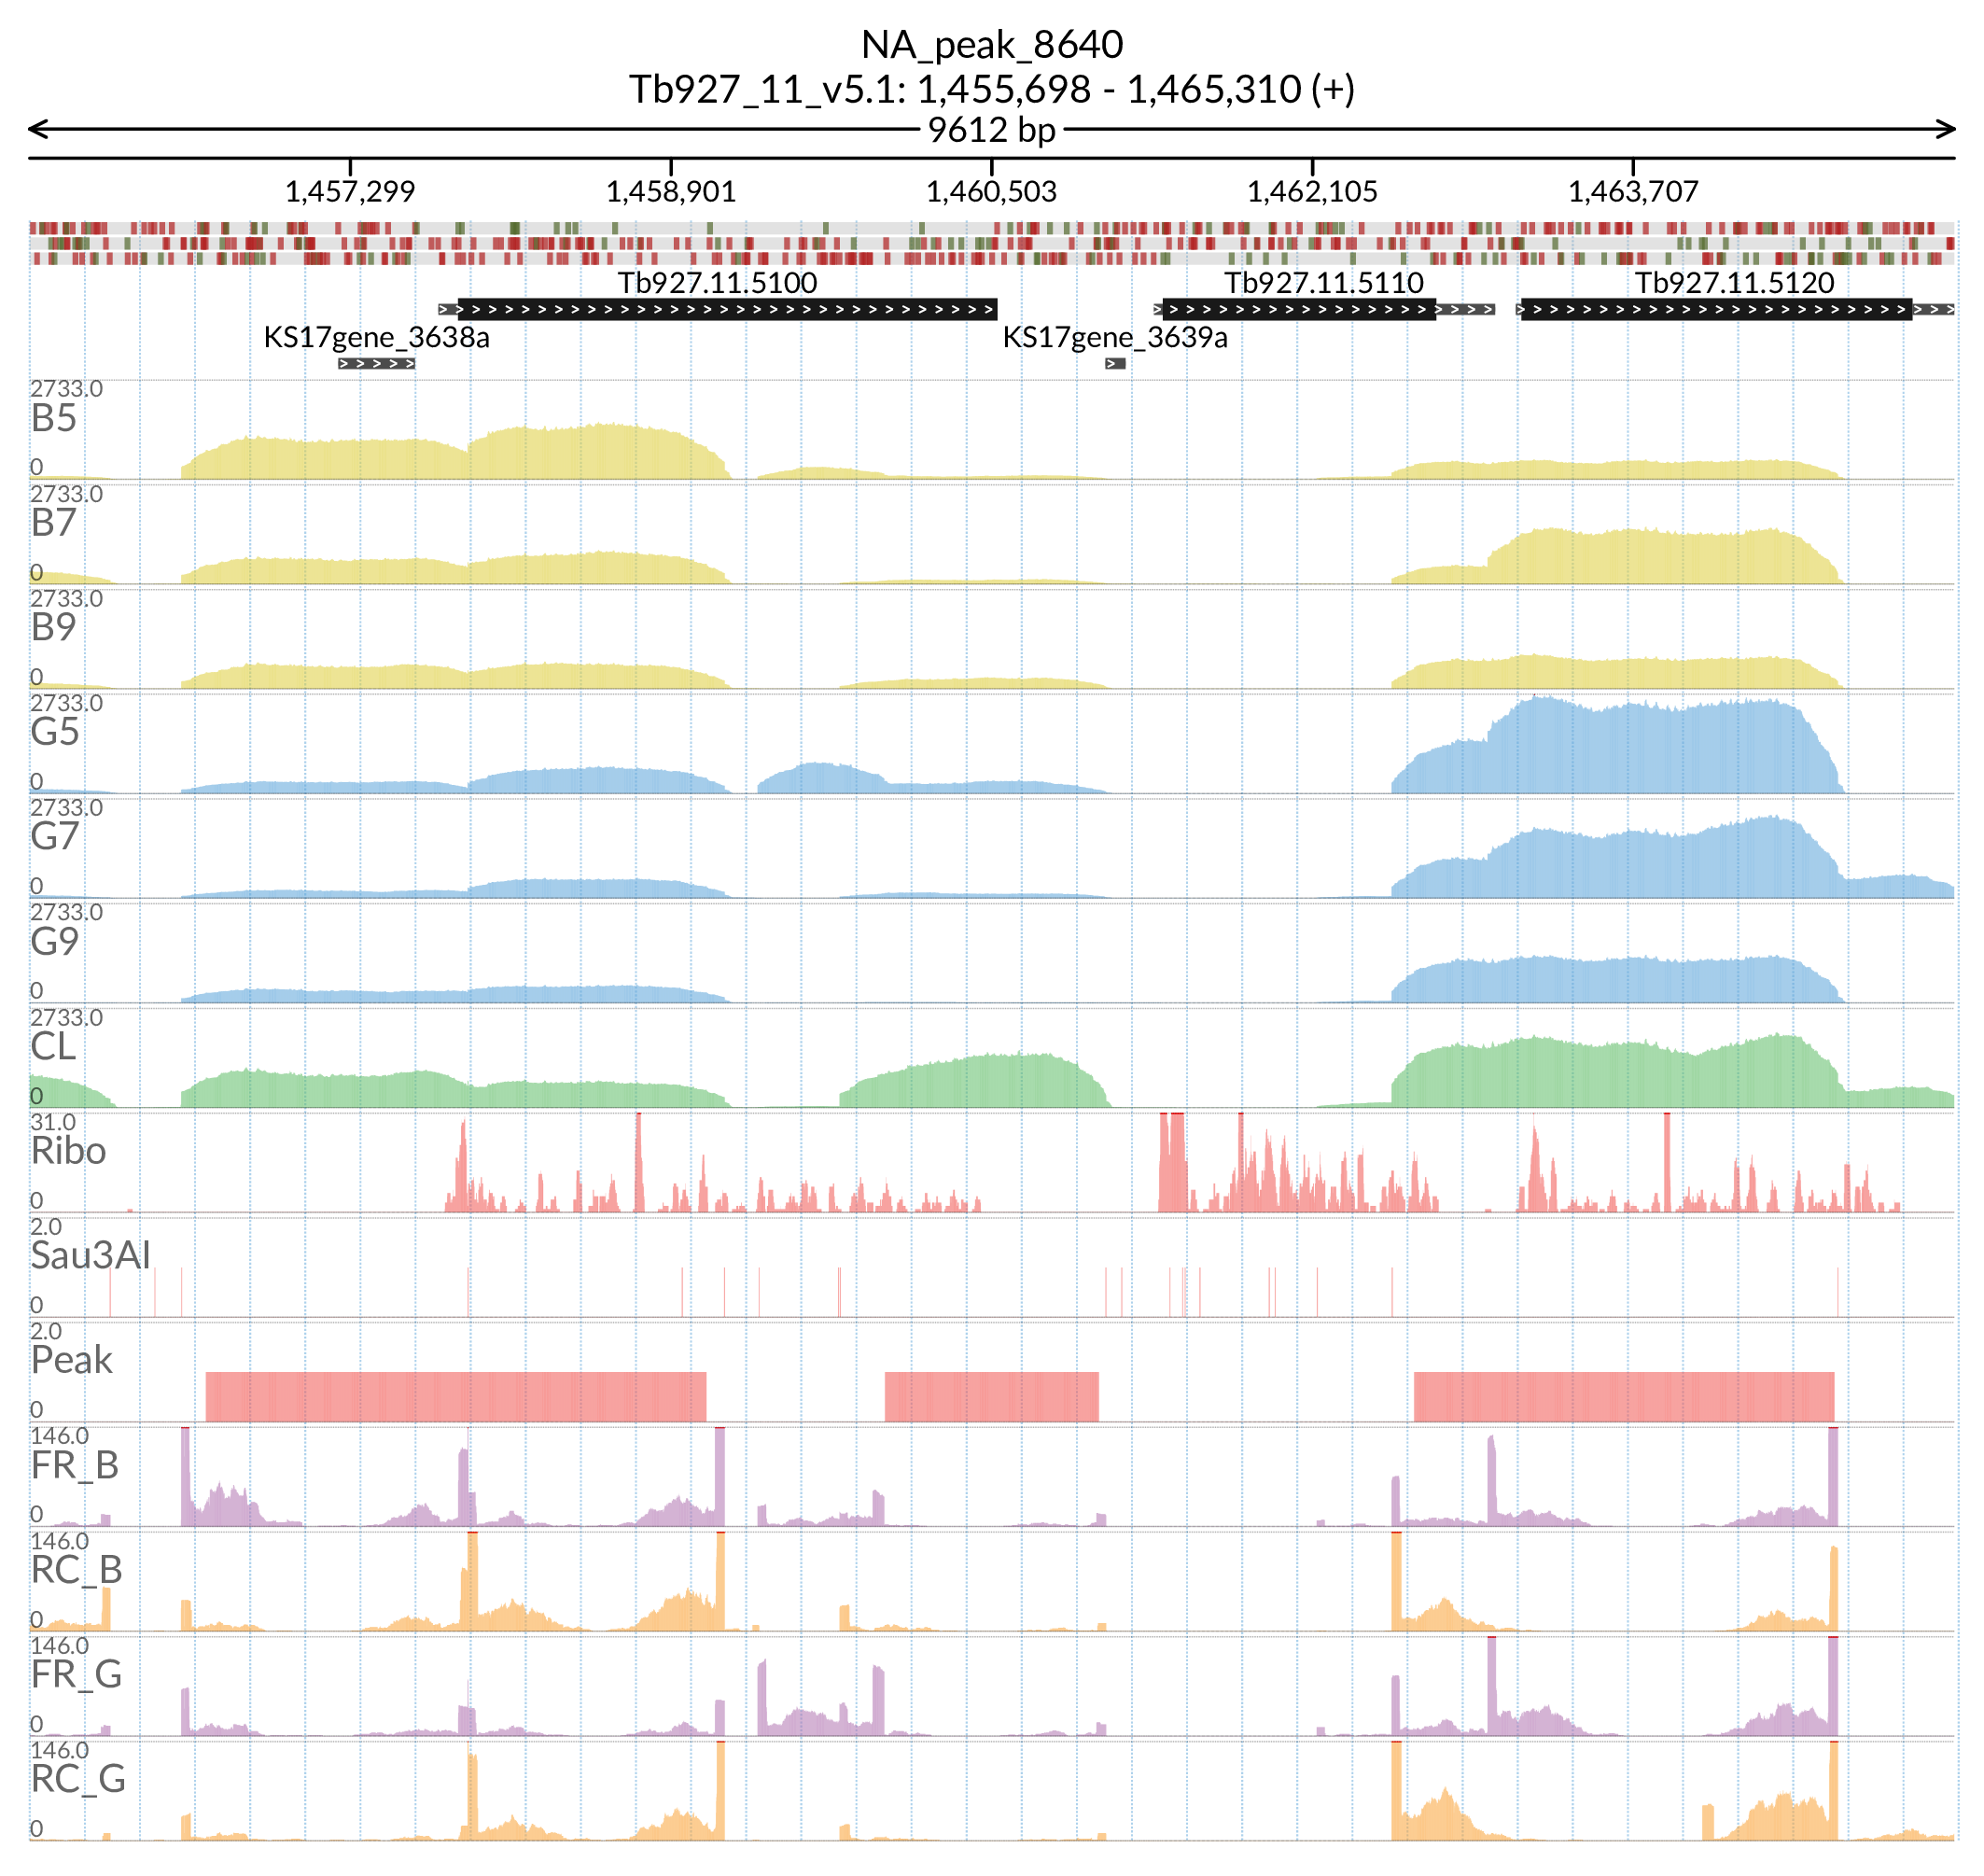 NA_peak_8640
Tb927_11_v5.1: 1,455,698 - 1,465,310 (+)
9612 bp
1,457,299 1,458,901 1,460,503 1,462,105 1,463,707
Tb927.11.5100 Tb927.11.5110 Tb927.11.5120
KS17gene_3638a KS17gene_3639a
2733.0
B5
0
2733.0
B7
0
2733.0
B9
0
2733.0
G5
0
2733.0
G7
0
2733.0
G9
0
2733.0
CL
0
31.0
Ribo
0
2.0
Sau3AI
0
2.0
Peak
0
146.0
FR_B
0
146.0
RC_B
0
146.0
FR_G
0
146.0
RC_G
0